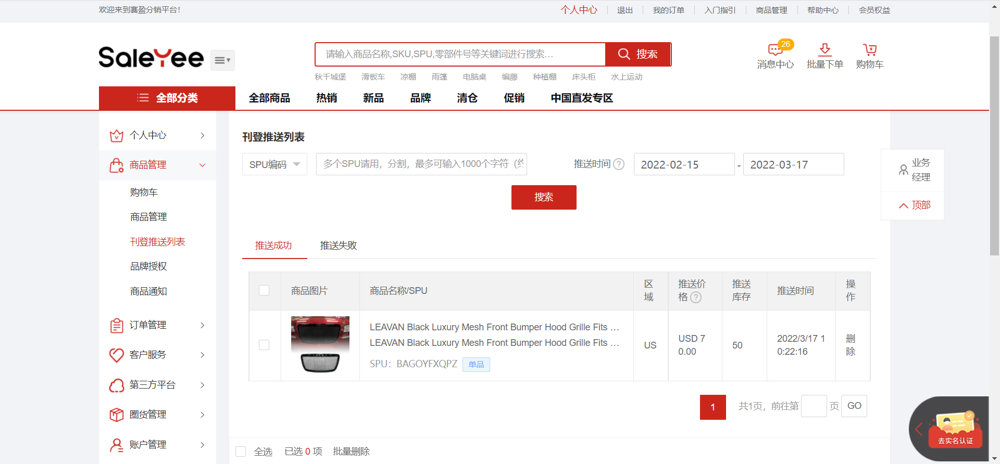 欢迎来到赛盈分销平台!
个人中心 退出 我的订单 入门指引 商品管理 帮助中心 会员权益
SaleYee
请输入商品名称,SKU,SPU,零部件号等关键词进行搜索...
搜索
26
消息中心 批量下单 购物车
秋千城堡 滑板车 凉棚 雨篷 电脑桌 编藤 种植棚 床头柜 水上运动
全部分类 全部商品 热销 新品 品牌 清仓 促销 中国直发专区
个人中心
商品管理
购物车
商品管理
刊登推送列表
品牌授权
商品通知
订单管理
客户服务
第三方平台
圈货管理
账户管理
刊登推送列表
SPU编码 多个SPU请用，分割，最多可输入1000个字符（约 推送时间 ? 2022-02-15 - 2022-03-17
搜索
推送成功 推送失败
商品图片 商品名称/SPU 区域 推送价格 ? 推送库存 推送时间 操作
LEAVAN Black Luxury Mesh Front Bumper Hood Grille Fits ...
LEAVAN Black Luxury Mesh Front Bumper Hood Grille Fits ...
SPU：BAGOYFXQPZ 单品
US
USD 7
0.00
50
2022/3/17 1
0:22:16
删
除
1 共1页，前往第 页 GO
全选 已选 0 项 批量删除
业务
经理
顶部
去实名认证